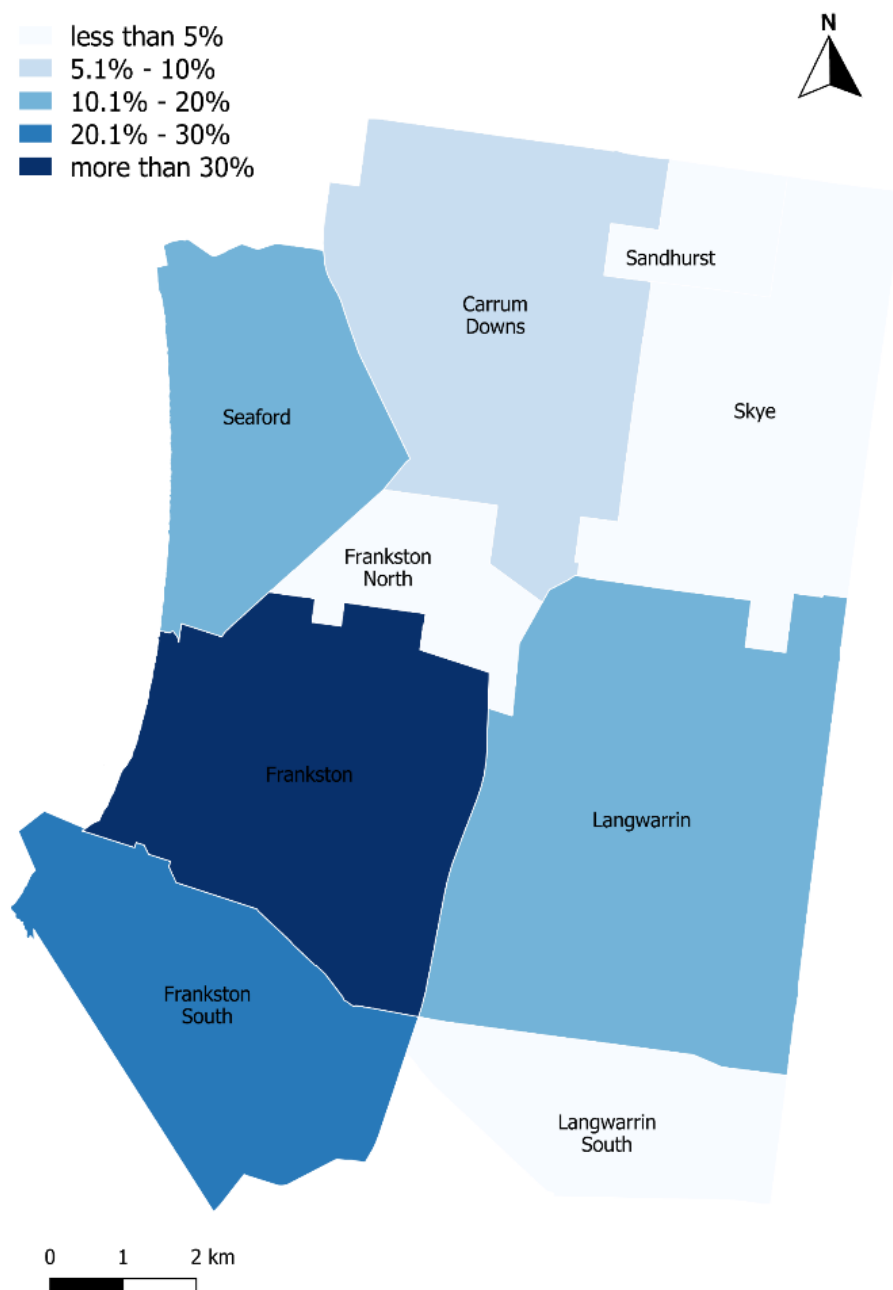 less than 5%
5.1% - 10%
10.1% - 20%
20.1% - 30%
more than 30%
N
Sandhurst
Carrum
Downs
Skye
Seaford
Frankston
North
Frankston
Langwarrin
Frankston
South
Langwarrin
South
0 1 2 km